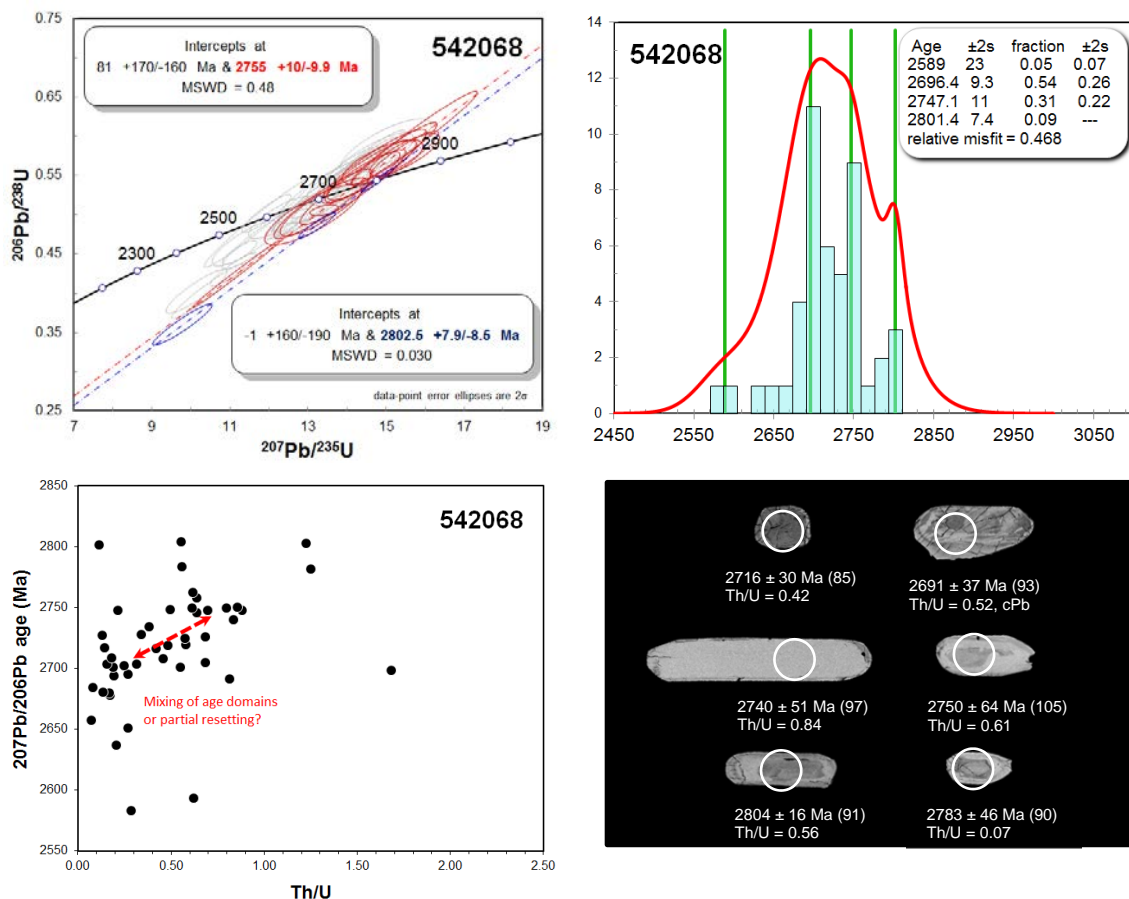 542068
Intercepts at
81 +170/-160 Ma & 2755 +10/-9.9 Ma
MSWD = 0.48
0.75
0.65
0.55
0.45
0.35
0.25
2900
2700
2500
2300
Intercepts at
-1 +160/-190 Ma & 2802.5 +7.9/-8.5 Ma
MSWD = 0.030
data-point error ellipses are 2σ
7 9 11 13 15 17 19
²⁰⁷Pb/²³⁵U
²⁰⁶Pb/²³⁸U
542068
Age ±2s fraction ±2s
2589 23 0.05 0.07
2696.4 9.3 0.54 0.26
2747.1 11 0.31 0.22
2801.4 7.4 0.09 ---
relative misfit = 0.468
14
12
10
8
6
4
2
0
2450 2550 2650 2750 2850 2950 3050
542068
2850
2800
2750
2700
2650
2600
2550
207Pb/206Pb age (Ma)
Mixing of age domains
or partial resetting?
0.00 0.50 1.00 1.50 2.00 2.50
Th/U
2716 ± 30 Ma (85)
Th/U = 0.42
2691 ± 37 Ma (93)
Th/U = 0.52, cPb
2740 ± 51 Ma (97)
Th/U = 0.84
2750 ± 64 Ma (105)
Th/U = 0.61
2804 ± 16 Ma (91)
Th/U = 0.56
2783 ± 46 Ma (90)
Th/U = 0.07